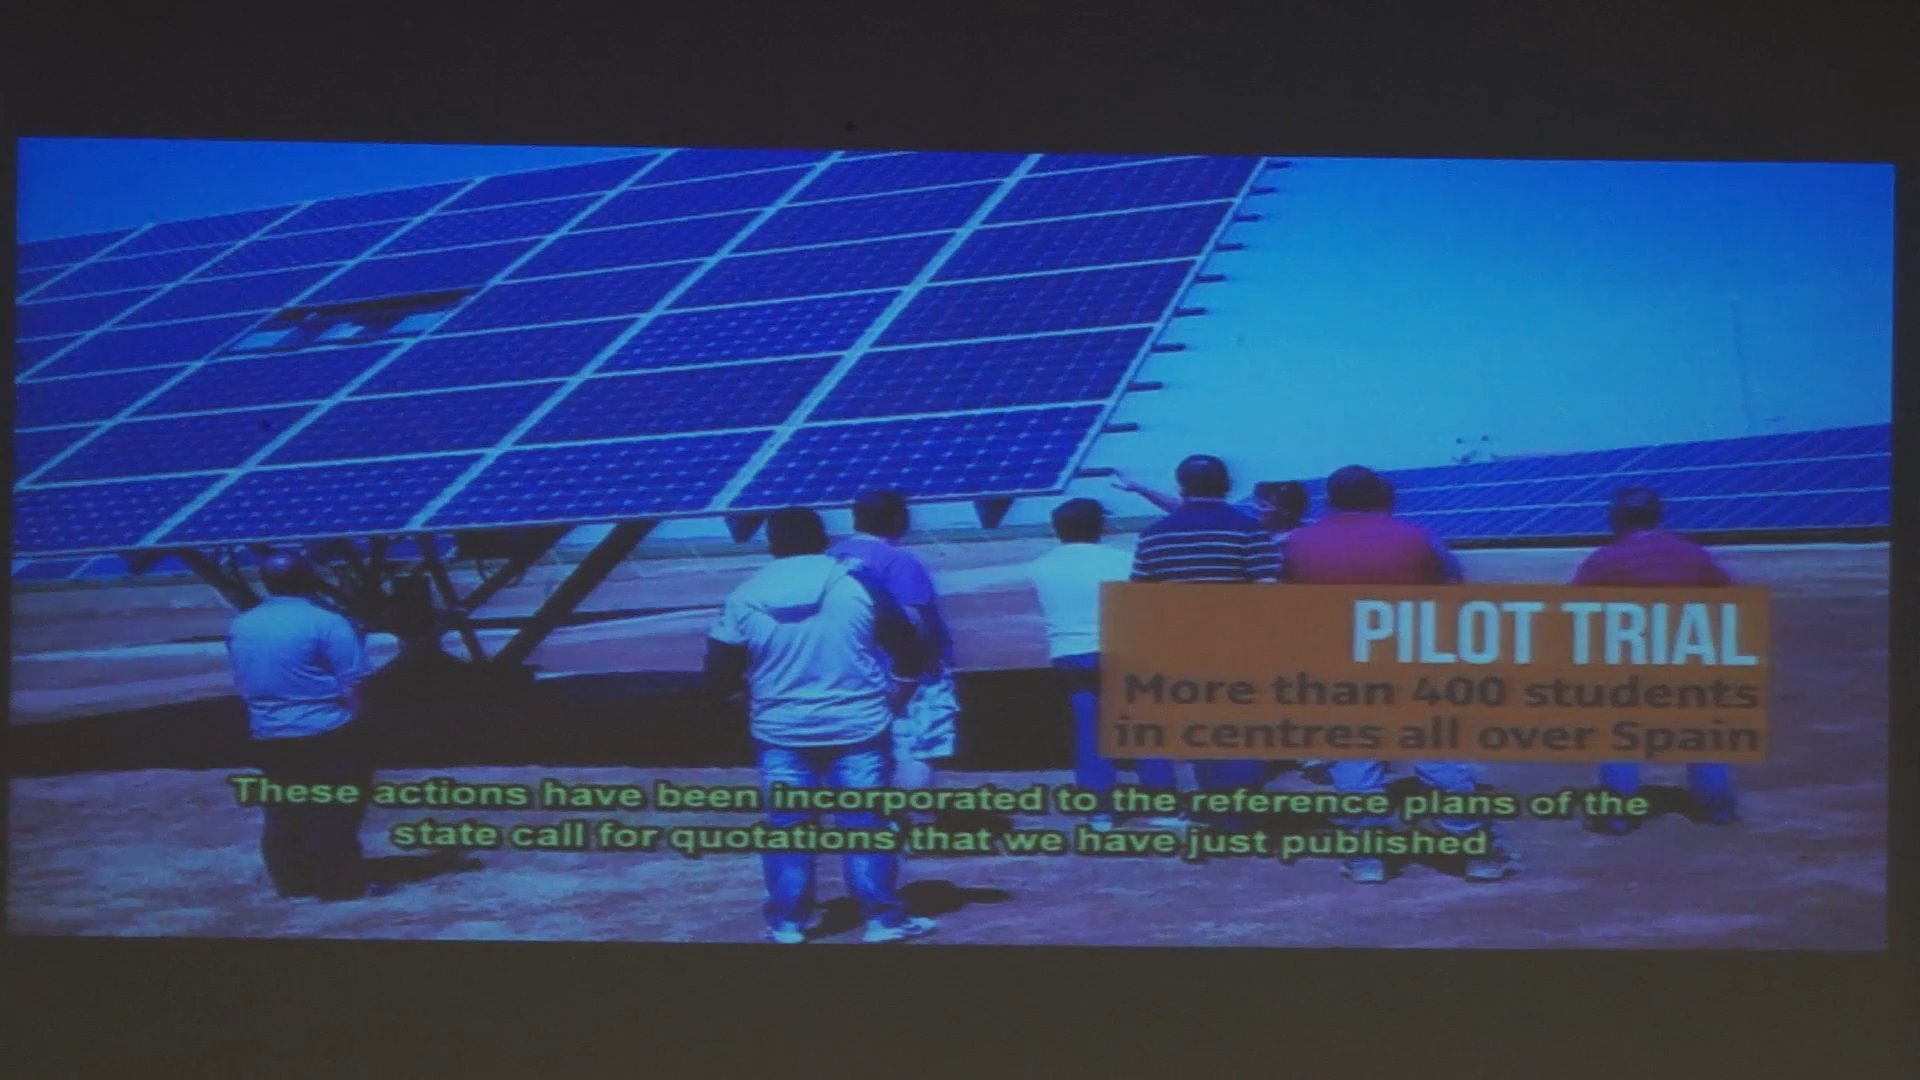 PILOT TRIAL
More than 400 students
in centres all over Spain
These actions have been incorporated to the reference plans of the
state call for quotations that we have just published